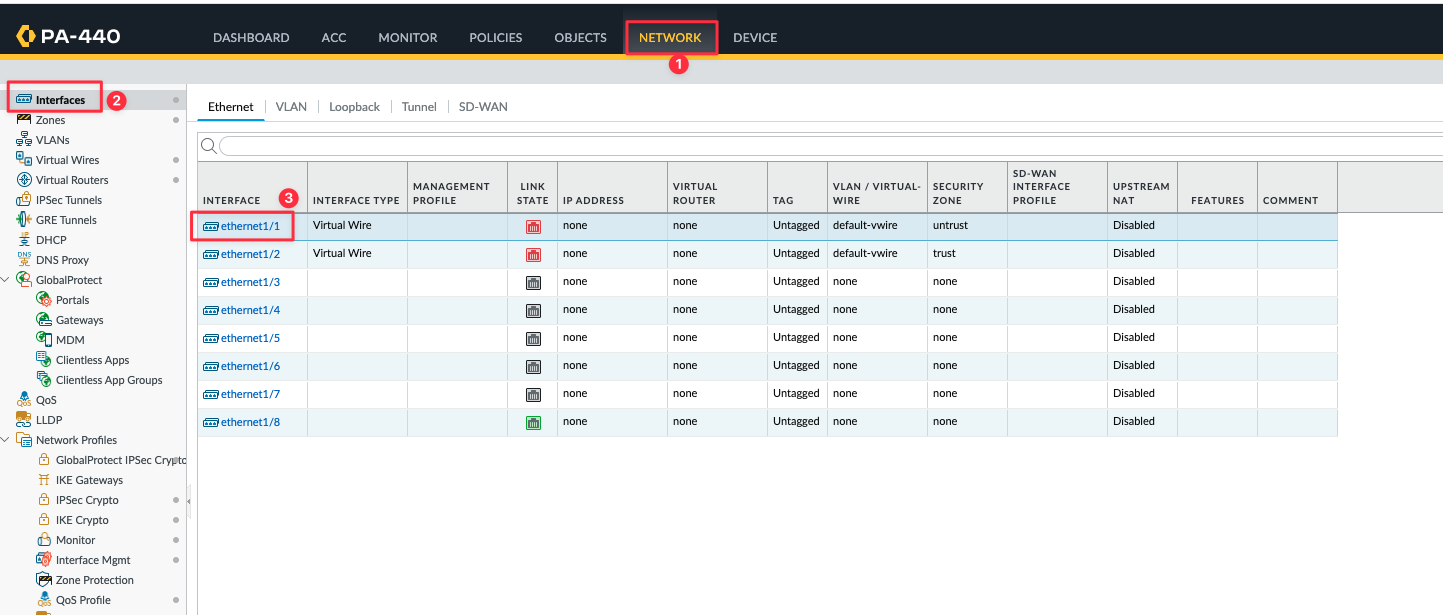 PA-440
DASHBOARD ACC MONITOR POLICIES OBJECTS NETWORK DEVICE
1
Interfaces
2
Zones
VLANs
Virtual Wires
Virtual Routers
IPSec Tunnels
GRE Tunnels
DHCP
DNS DNS Proxy
GlobalProtect
Portals
Gateways
MDM
Clientless Apps
Clientless App Groups
QoS QoS
LLDP
Network Profiles
GlobalProtect IPSec Crypto
IKE Gateways
IPSec Crypto
IKE Crypto
Monitor
Interface Mgmt
Zone Protection
QoS QoS Profile
Ethernet VLAN Loopback Tunnel SD-WAN
INTERFACE 3 INTERFACE TYPE MANAGEMENT PROFILE LINK STATE IP ADDRESS VIRTUAL ROUTER TAG VLAN / VIRTUAL-WIRE SECURITY ZONE SD-WAN INTERFACE PROFILE UPSTREAM NAT FEATURES COMMENT
ethernet1/1 Virtual Wire none none Untagged default-vwire untrust Disabled
ethernet1/2 Virtual Wire none none Untagged default-vwire trust Disabled
ethernet1/3 none none Untagged none none Disabled
ethernet1/4 none none Untagged none none Disabled
ethernet1/5 none none Untagged none none Disabled
ethernet1/6 none none Untagged none none Disabled
ethernet1/7 none none Untagged none none Disabled
ethernet1/8 none none Untagged none none Disabled